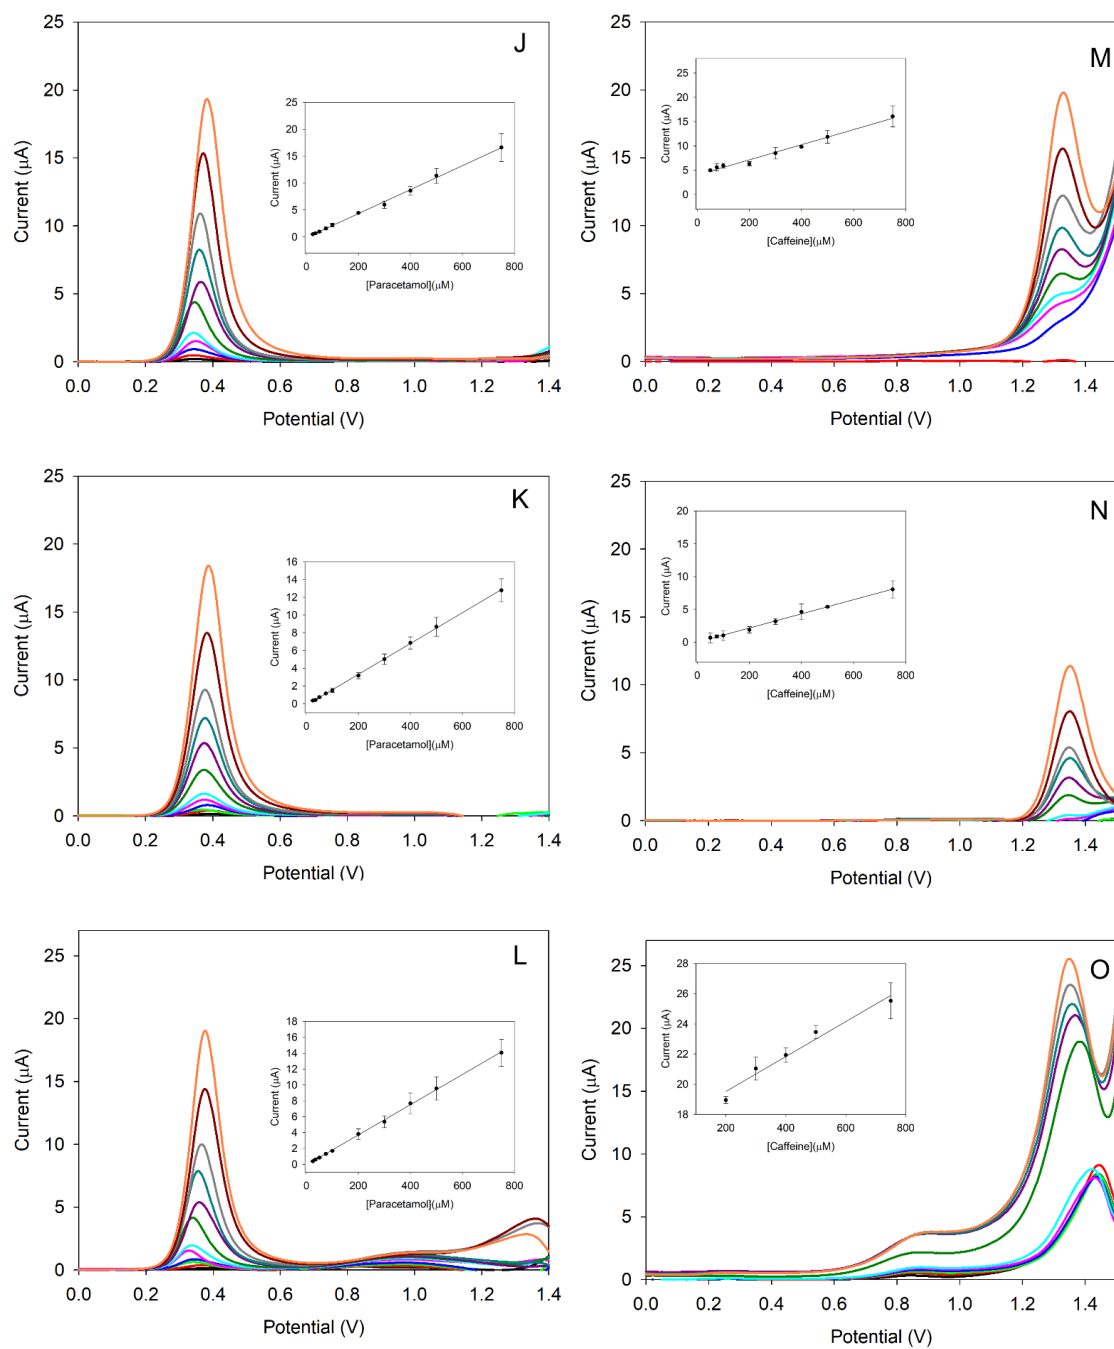 J
25
20
15
10
5
0
Current (µA)
0.0 0.2 0.4 0.6 0.8 1.0 1.2 1.4
Potential (V)
25
20
15
10
5
0
Current (µA)
0 200 400 600 800
[Paracetamol](µM)
M
25
20
15
10
5
0
Current (µA)
0.0 0.2 0.4 0.6 0.8 1.0 1.2 1.4
Potential (V)
25
20
15
10
5
0
Current (µA)
0 200 400 600 800
[Caffeine](µM)
K
25
20
15
10
5
0
Current (µA)
0.0 0.2 0.4 0.6 0.8 1.0 1.2 1.4
Potential (V)
16
14
12
10
8
6
4
2
0
Current (µA)
0 200 400 600 800
[Paracetamol](µM)
N
25
20
15
10
5
0
Current (µA)
0.0 0.2 0.4 0.6 0.8 1.0 1.2 1.4
Potential (V)
20
15
10
5
0
Current (µA)
0 200 400 600 800
[Caffeine](µM)
L
25
20
15
10
5
0
Current (µA)
0.0 0.2 0.4 0.6 0.8 1.0 1.2 1.4
Potential (V)
18
16
14
12
10
8
6
4
2
0
Current (µA)
0 200 400 600 800
[Paracetamol](µM)
O
25
20
15
10
5
0
Current (µA)
0.0 0.2 0.4 0.6 0.8 1.0 1.2 1.4
Potential (V)
28
26
24
22
20
18
Current (µA)
200 400 600 800
[Caffeine](µM)